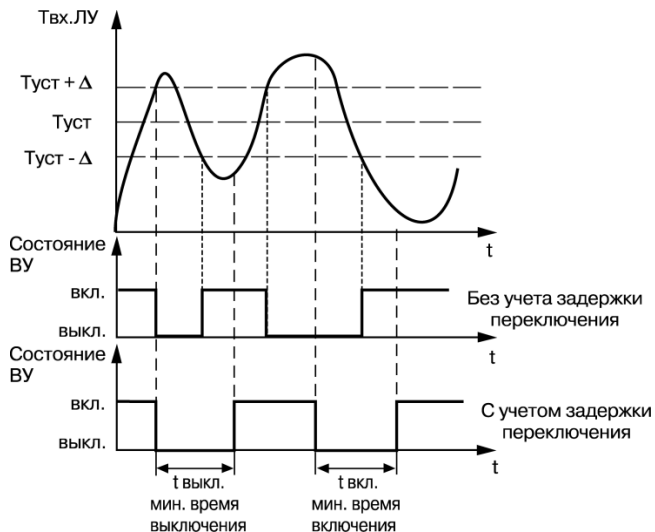 Tвх.ЛУ
Туст + Δ
Туст
Туст - Δ
t
Состояние
ВУ
вкл.
выкл.
Без учета задержки
переключения
t
Состояние
ВУ
вкл.
выкл.
С учетом задержки
переключения
t
t выкл.
мин. время
выключения
t вкл.
мин. время
включения